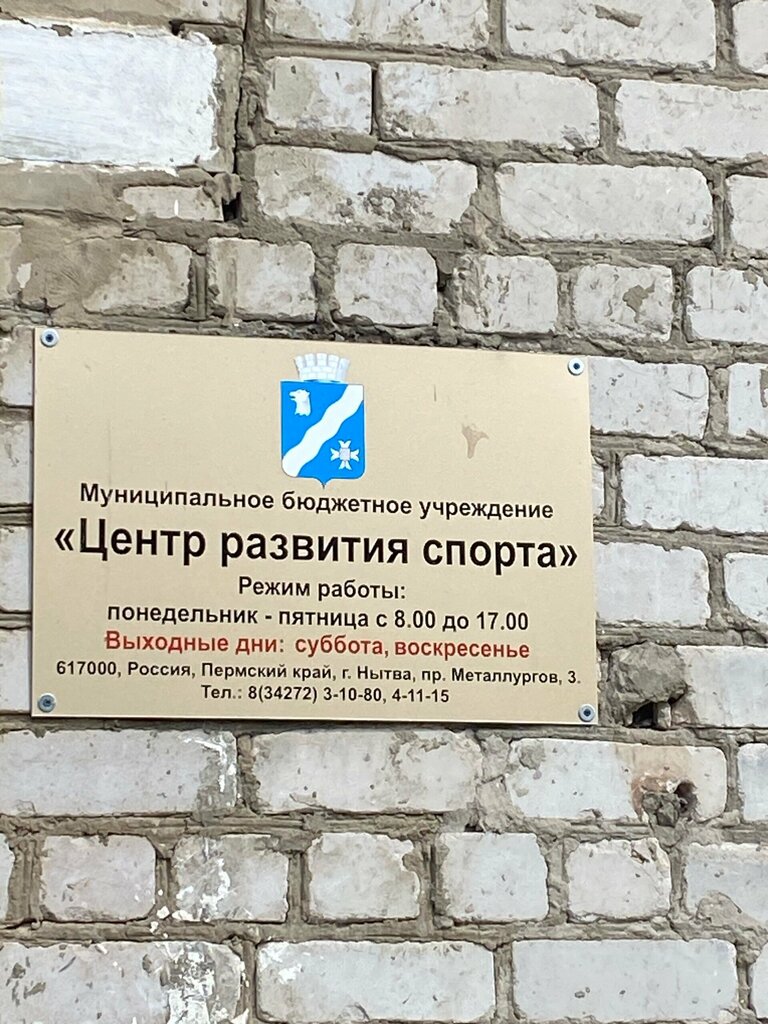 Муниципальное бюджетное учреждение
«Центр развития спорта»
Режим работы:
понедельник - пятница с 8.00 до 17.00
Выходные дни: суббота, воскресенье
617000, Россия, Пермский край, г. Нытва, пр. Металлургов, 3.
Тел.: 8(34272) 3-10-80, 4-11-15